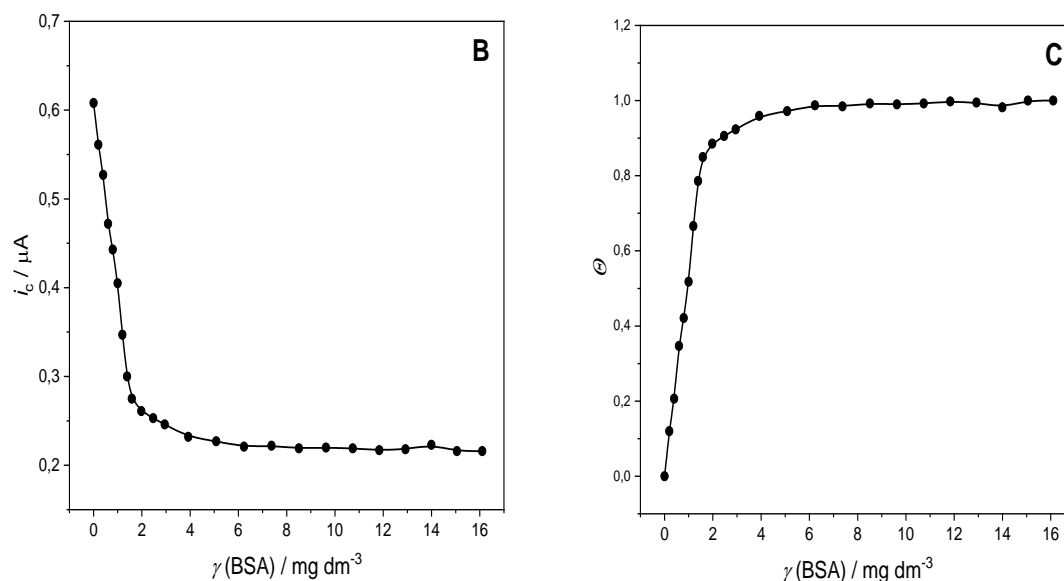 B
0,7
0,6
0,5
0,4
0,3
0,2
i_c / μA
0 2 4 6 8 10 12 14 16
γ (BSA) / mg dm⁻³
C
1,2
1,0
0,8
0,6
0,4
0,2
0,0
Θ
0 2 4 6 8 10 12 14 16
γ (BSA) / mg dm⁻³